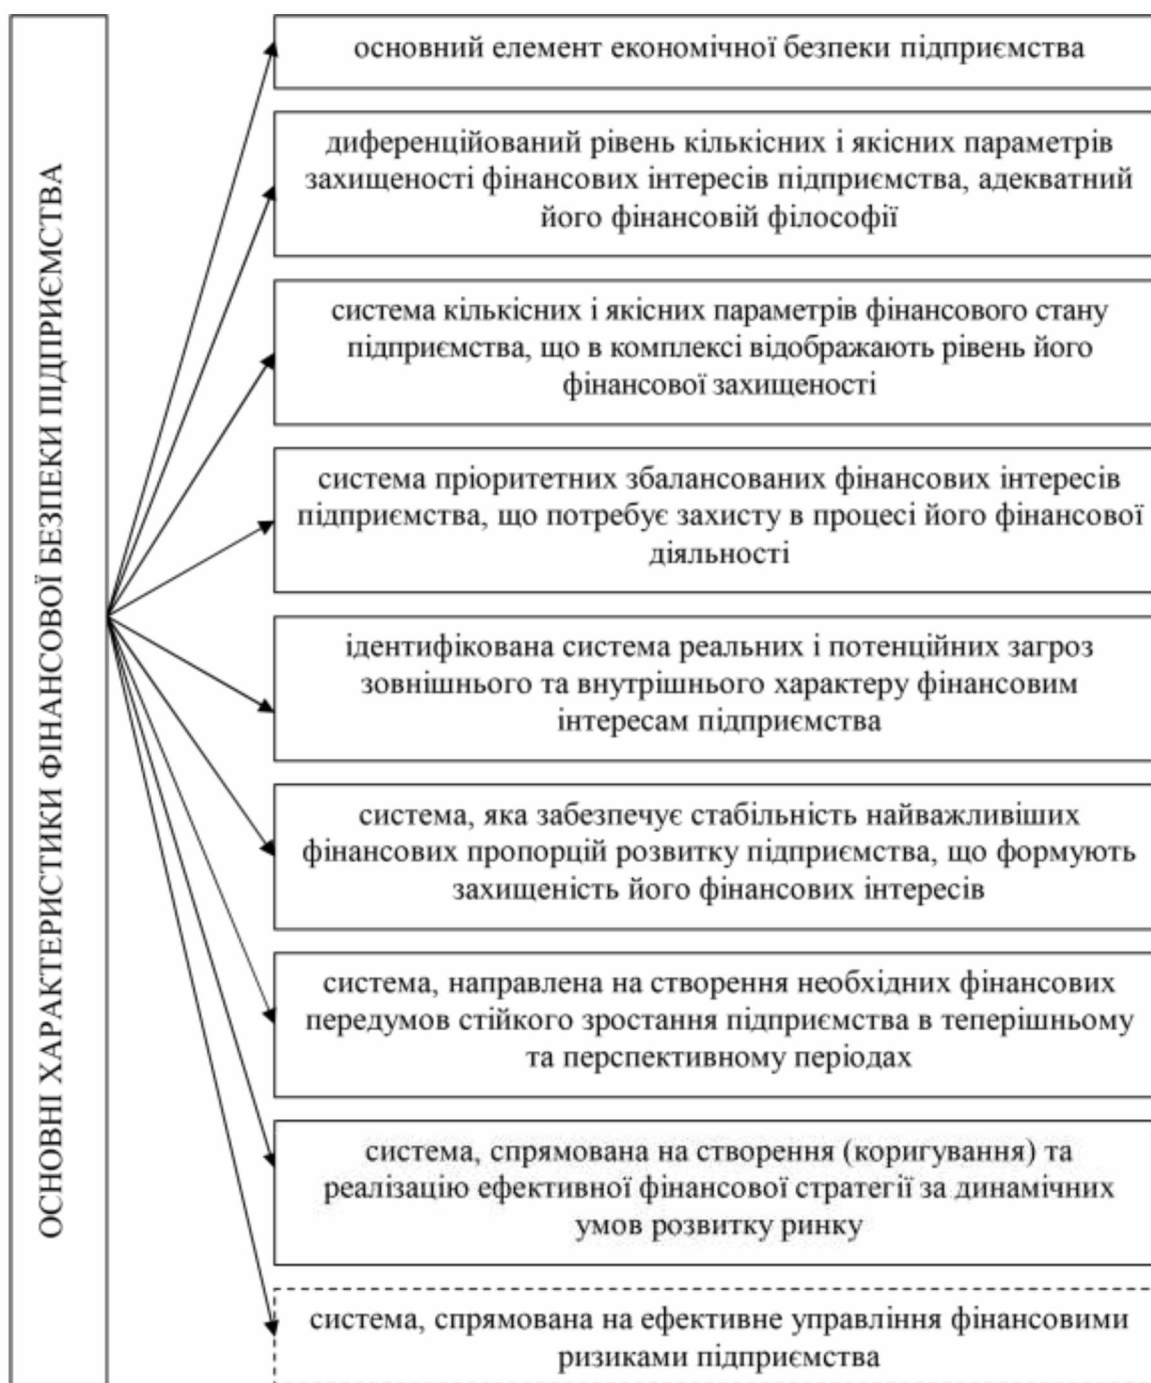 ОСНОВНІ ХАРАКТЕРИСТИКИ ФІНАНСОВОЇ БЕЗПЕКИ ПІДПРИЄМСТВА
основний елемент економічної безпеки підприємства
диференційований рівень кількісних і якісних параметрів
захищеності фінансових інтересів підприємства, адекватний
його фінансовій філософії
система кількісних і якісних параметрів фінансового стану
підприємства, що в комплексі відображають рівень його
фінансової захищеності
система пріоритетних збалансованих фінансових інтересів
підприємства, що потребує захисту в процесі його фінансової
діяльності
ідентифікована система реальних і потенційних загроз
зовнішнього та внутрішнього характеру фінансовим
інтересам підприємства
система, яка забезпечує стабільність найважливіших
фінансових пропорцій розвитку підприємства, що формують
захищеність його фінансових інтересів
система, направлена на створення необхідних фінансових
передумов стійкого зростання підприємства в теперішньому
та перспективному періодах
система, спрямована на створення (коригування) та
реалізацію ефективної фінансової стратегії за динамічних
умов розвитку ринку
система, спрямована на ефективне управління фінансовими
ризиками підприємства